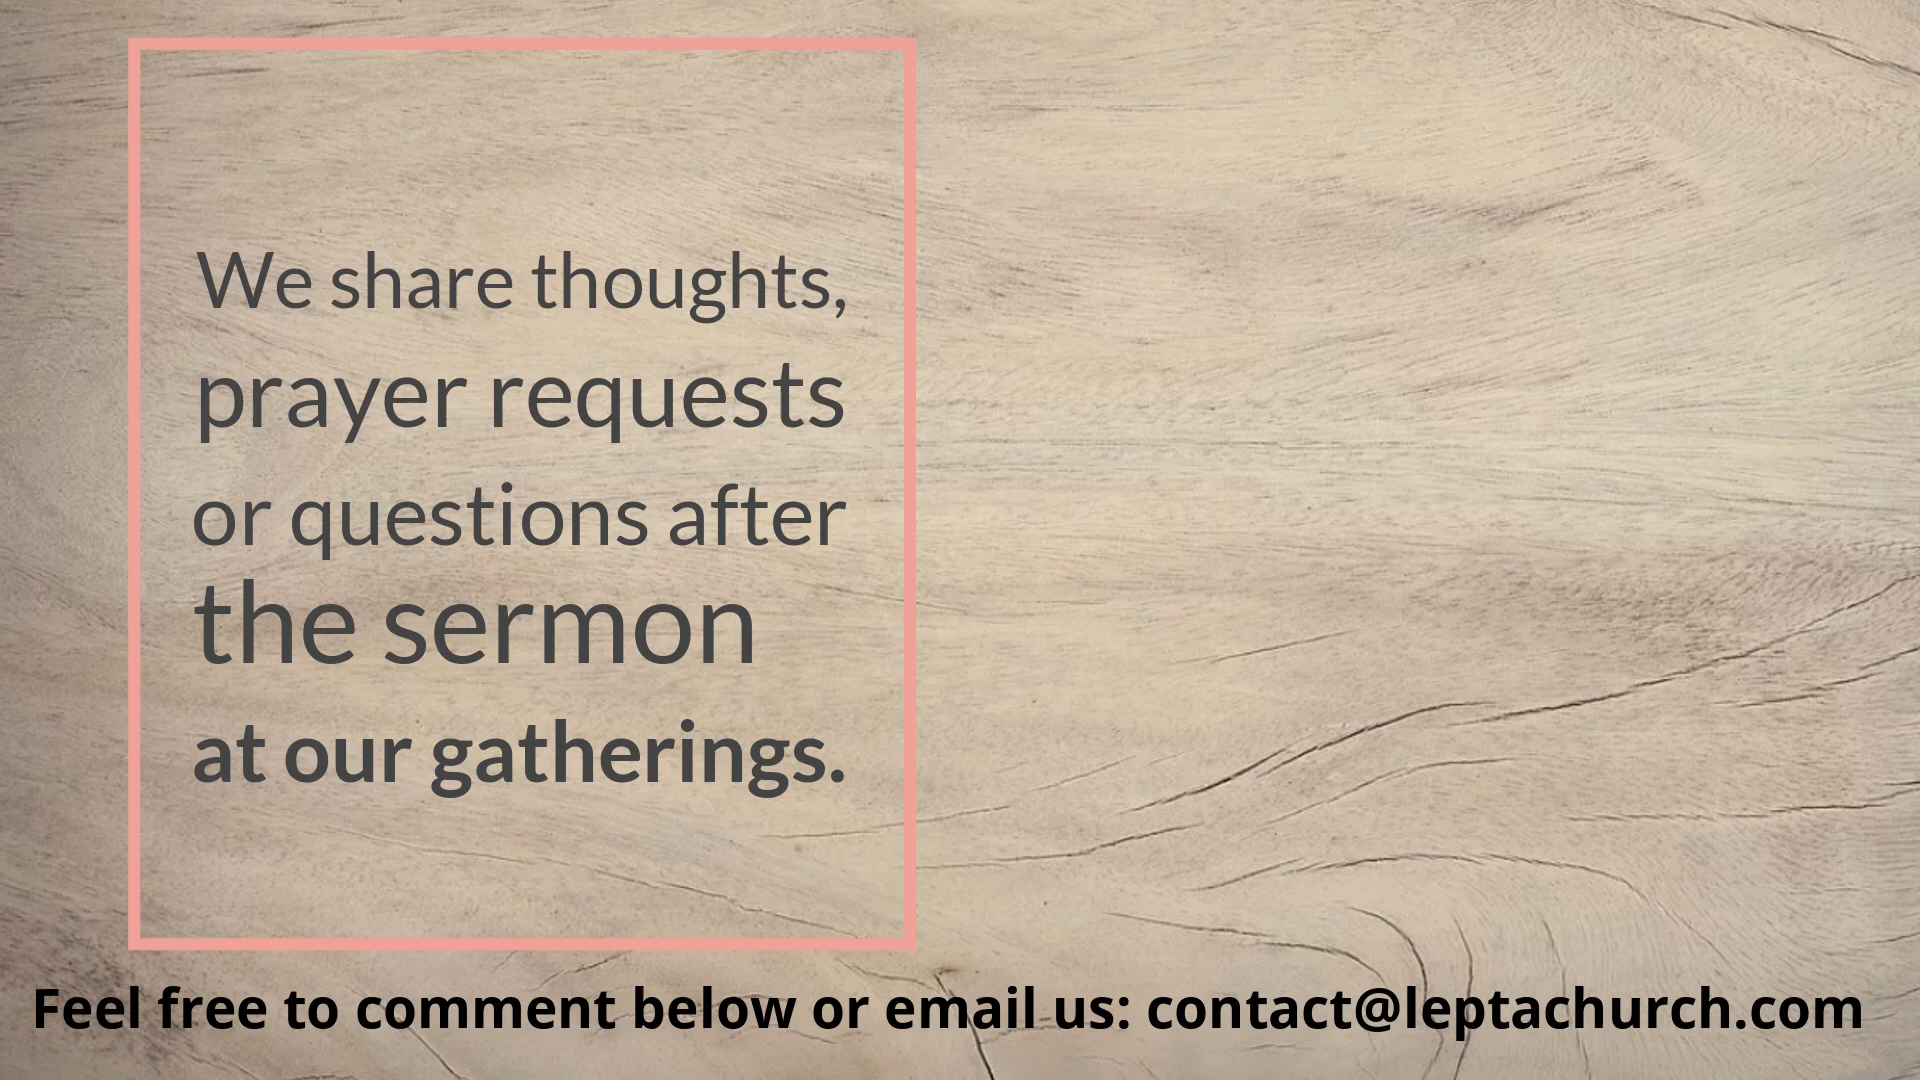 We share thoughts,
prayer requests
or questions after
the sermon
at our gatherings.
Feel free to comment below or email us: contact@leptachurch.com